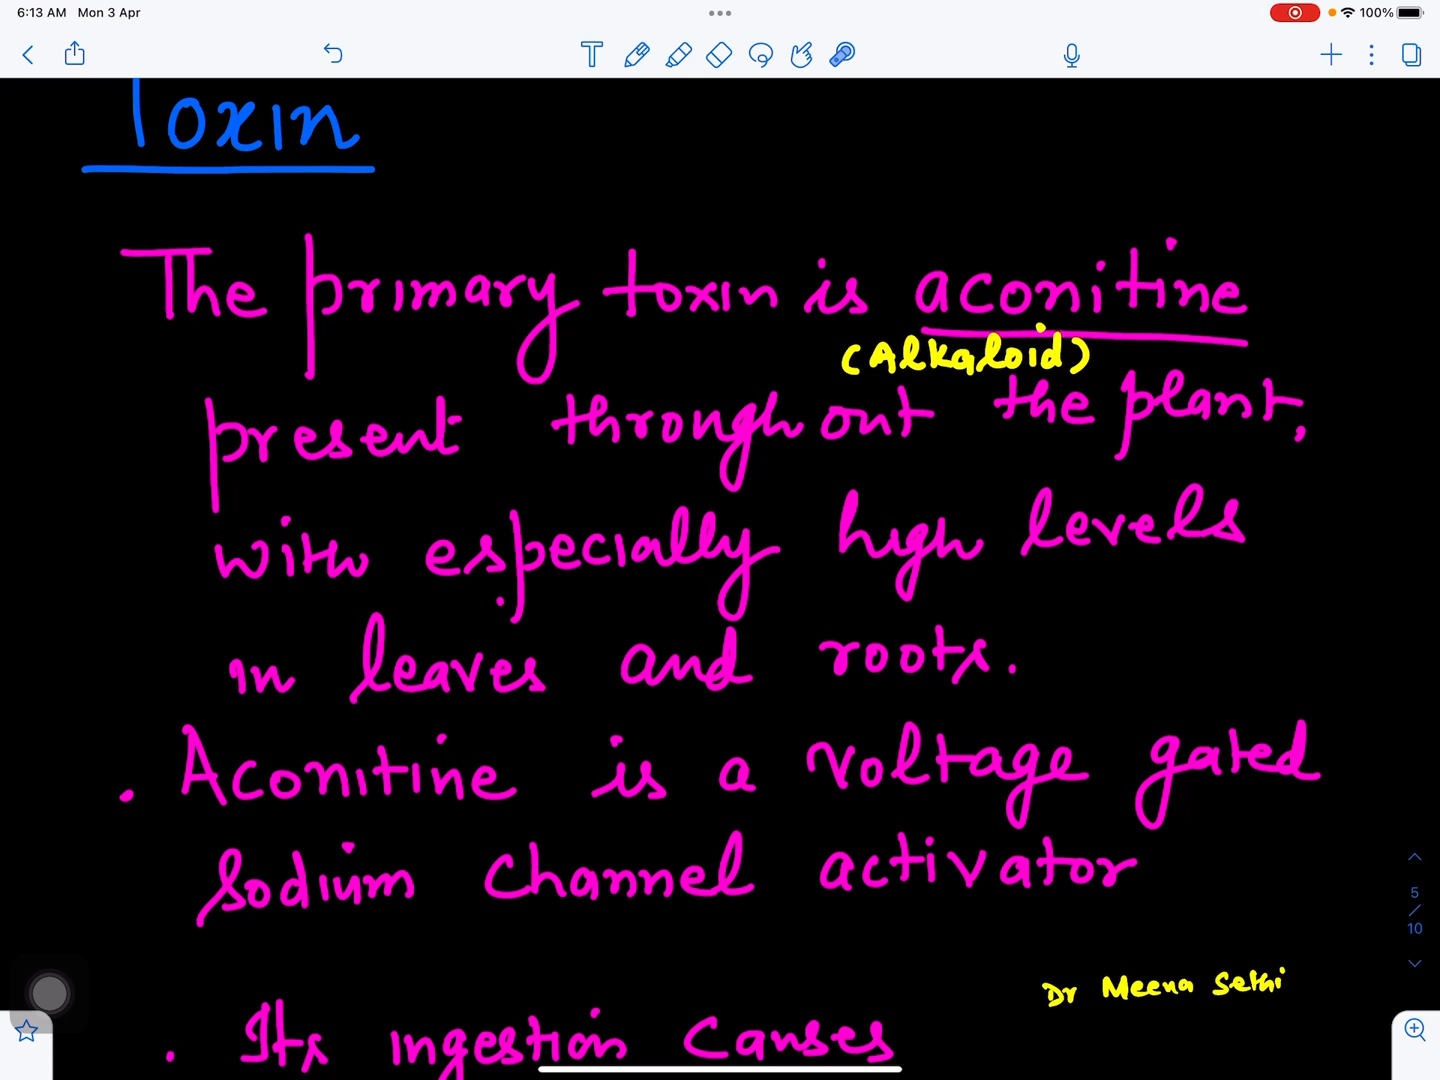 6:13 AM Mon 3 Apr
100%
Toxin
The primary toxin is aconitine
(Alkaloid)
present throughout the plant,
with especially high levels
in leaves and roots.
. Aconitine is a voltage gated
Sodium channel activator
5
/
10
Dr Meena Sethi
. Its ingestion causes